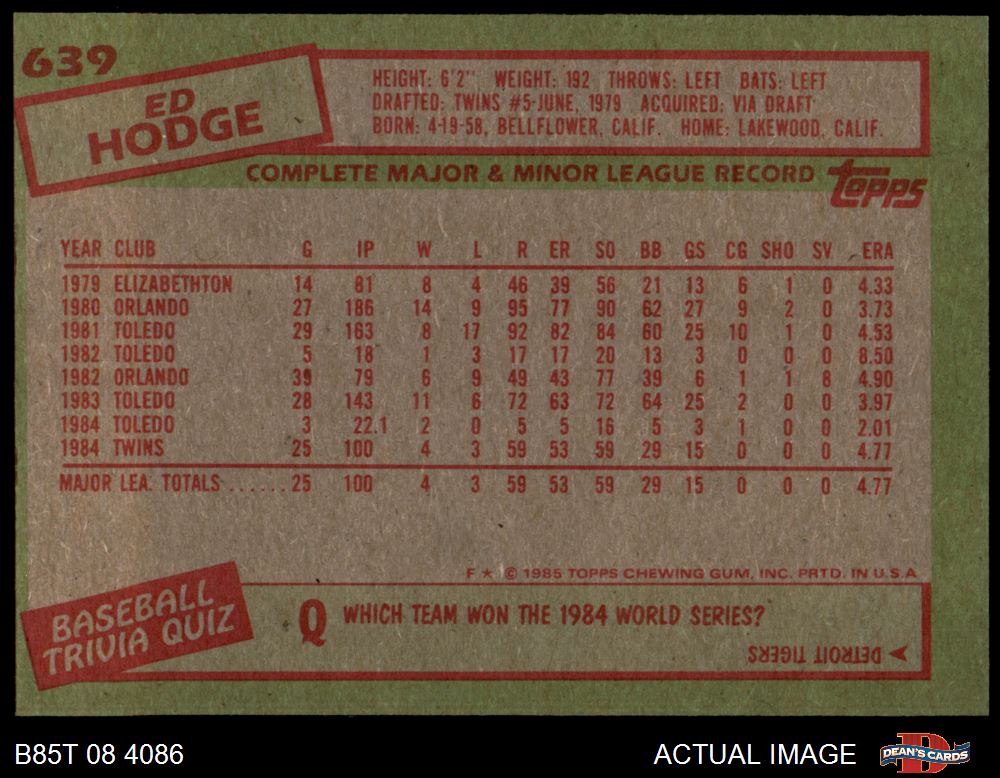 639
ED
HODGE
HEIGHT: 6'2" WEIGHT: 192 THROWS: LEFT BATS: LEFT
DRAFTED: TWINS #5-JUNE, 1979 ACQUIRED: VIA DRAFT
BORN: 4-19-58, BELLFLOWER, CALIF. HOME: LAKEWOOD, CALIF.
COMPLETE MAJOR & MINOR LEAGUE RECORD topps
YEAR CLUB G IP W L R ER SO BB GS CG SHO SV ERA
1979 ELIZABETHTON 14 81 8 4 46 39 56 21 13 6 1 0 4.33
1980 ORLANDO 27 186 14 9 95 77 90 62 27 9 2 0 3.73
1981 TOLEDO 29 163 8 17 92 82 84 60 25 10 1 0 4.53
1982 TOLEDO 5 18 1 3 17 17 20 13 3 0 0 0 8.50
1982 ORLANDO 39 79 6 9 49 43 77 39 6 1 1 8 4.90
1983 TOLEDO 28 143 11 6 72 63 72 64 25 2 0 0 3.97
1984 TOLEDO 3 22.1 2 0 5 5 16 5 3 1 0 0 2.01
1984 TWINS 25 100 4 3 59 53 59 29 15 0 0 0 4.77
MAJOR LEA. TOTALS ...... 25 100 4 3 59 53 59 29 15 0 0 0 4.77
F ★ © 1985 TOPPS CHEWING GUM, INC. PRTD. IN U.S.A.
BASEBALL
TRIVIA QUIZ
Q WHICH TEAM WON THE 1984 WORLD SERIES?
DETROIT TIGERS
B85T 08 4086 ACTUAL IMAGE D DEAN'S CARDS